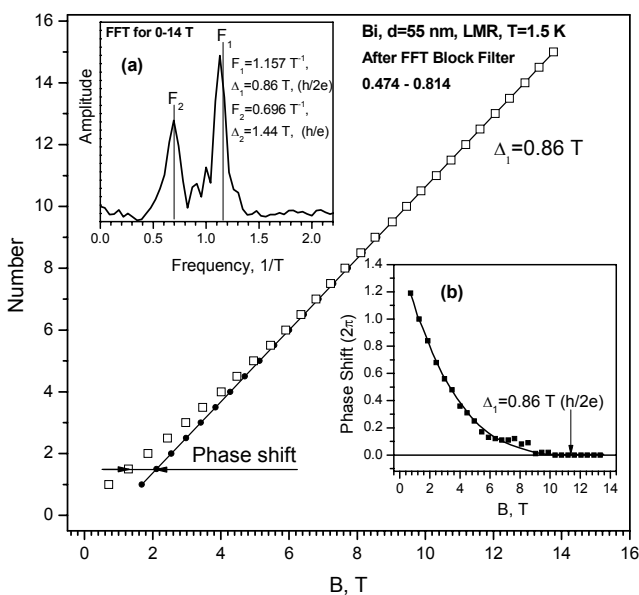 FFT for 0-14 T
(a)
F₁
F₁=1.157 T⁻¹,
Δ₁=0.86 T, (h/2e)
F₂=0.696 T⁻¹,
Δ₂=1.44 T, (h/e)
F₂
Amplitude
0.0 0.5 1.0 1.5 2.0
Frequency, 1/T
Bi, d=55 nm, LMR, T=1.5 K
After FFT Block Filter
0.474 - 0.814
Δ₁=0.86 T
16
14
12
10
8
6
4
2
0
Number
Phase shift
(b)
1.4
1.2
1.0
0.8
0.6
0.4
0.2
0.0
Phase Shift (2π)
Δ₁=0.86 T (h/2e)
0 2 4 6 8 10 12 14
B, T
0 2 4 6 8 10 12 14 16
B, T